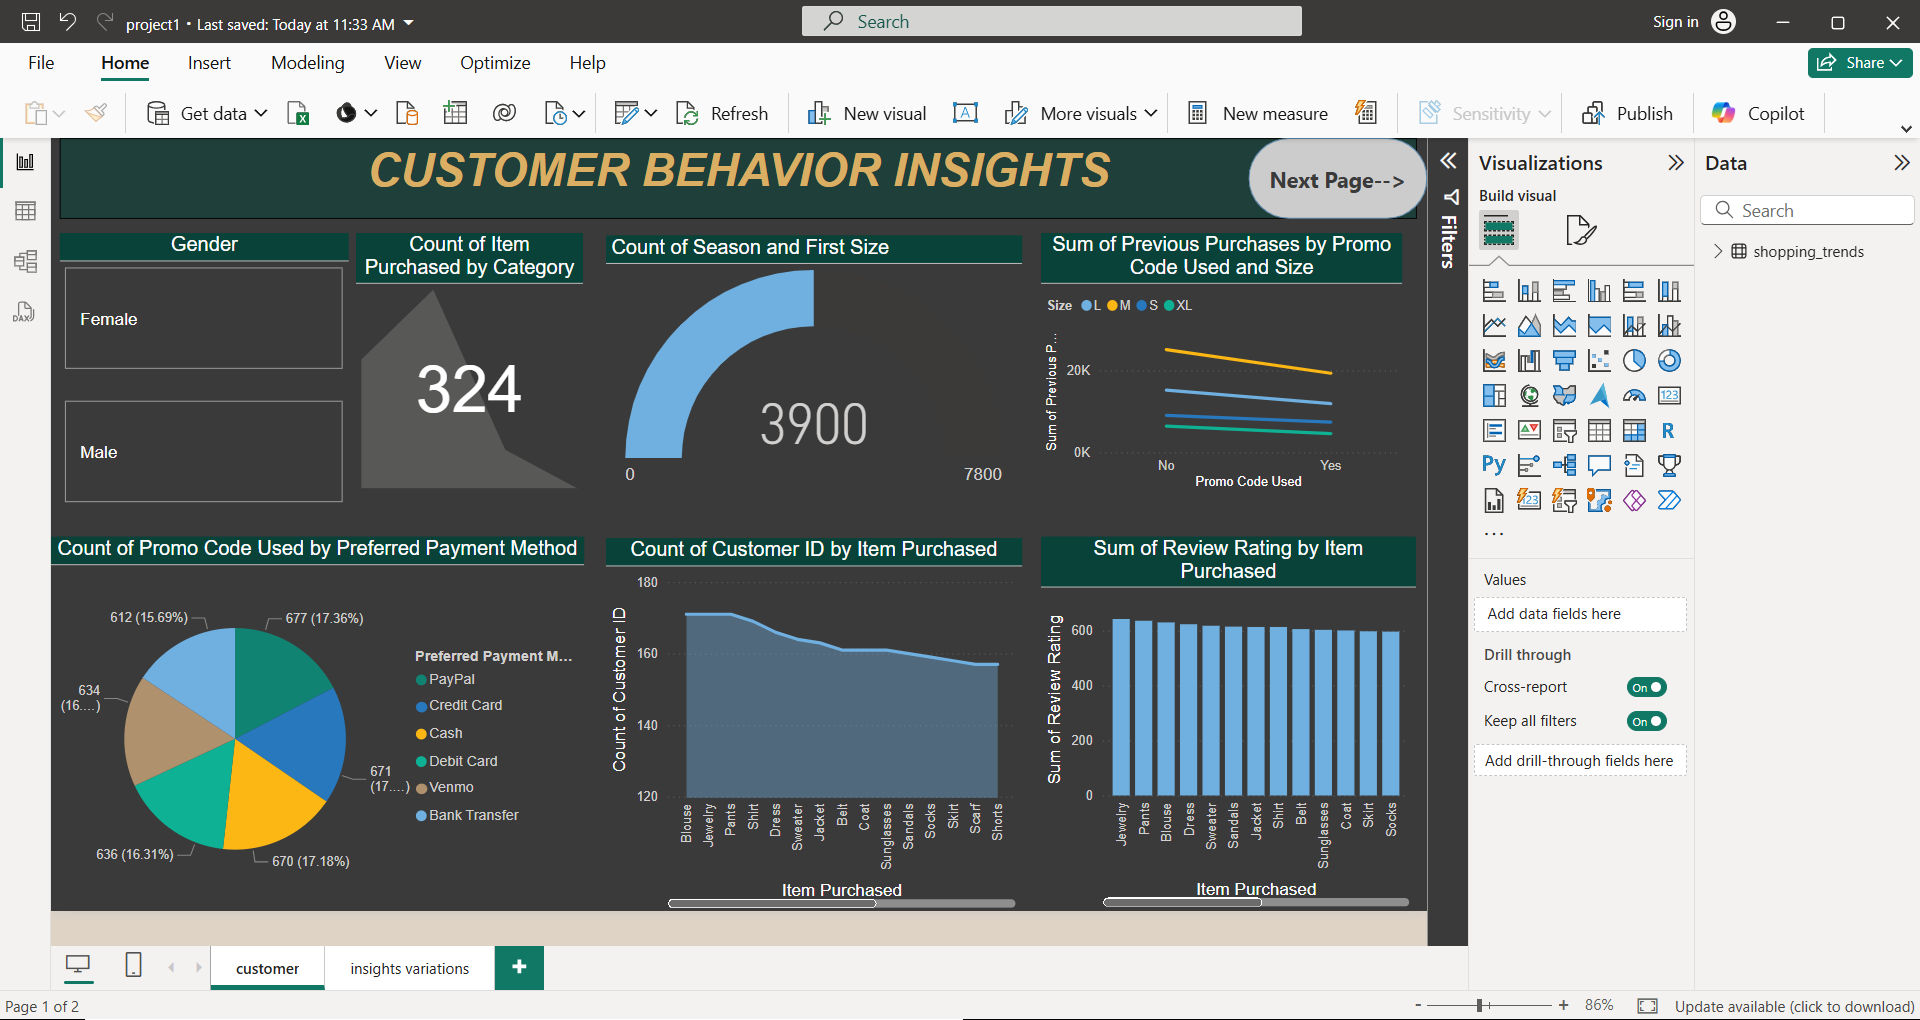 project1 • Last saved: Today at 11:33 AM
Search
Sign in
File
Home
Insert
Modeling
View
Optimize
Help
Share
Get data
Refresh
New visual
More visuals
New measure
Sensitivity
Publish
Copilot
DAX
CUSTOMER BEHAVIOR INSIGHTS
Next Page-->
Gender
Female
Male
Count of Item
Purchased by Category
324
Count of Season and First Size
3900
0
7800
Sum of Previous Purchases by Promo
Code Used and Size
Size L M S XL
Sum of Previous P...
20K
0K
No
Yes
Promo Code Used
Count of Promo Code Used by Preferred Payment Method
612 (15.69%)
677 (17.36%)
634
(16....)
671
(17....)
636 (16.31%)
670 (17.18%)
Preferred Payment M...
PayPal
Credit Card
Cash
Debit Card
Venmo
Bank Transfer
Count of Customer ID by Item Purchased
Count of Customer ID
180
160
140
120
Blouse
Jewelry
Pants
Shirt
Dress
Sweater
Jacket
Belt
Coat
Sunglasses
Sandals
Socks
Skirt
Scarf
Shorts
Item Purchased
Sum of Review Rating by Item
Purchased
Sum of Review Rating
600
400
200
0
Jewelry
Pants
Blouse
Dress
Sweater
Sandals
Jacket
Shirt
Belt
Sunglasses
Coat
Skirt
Socks
Item Purchased
Filters
Visualizations
Build visual
123
R
Py
123
...
Values
Add data fields here
Drill through
Cross-report
On
Keep all filters
On
Add drill-through fields here
Data
Search
shopping_trends
customer
insights variations
+
Page 1 of 2
- + 86%
Update available (click to download)